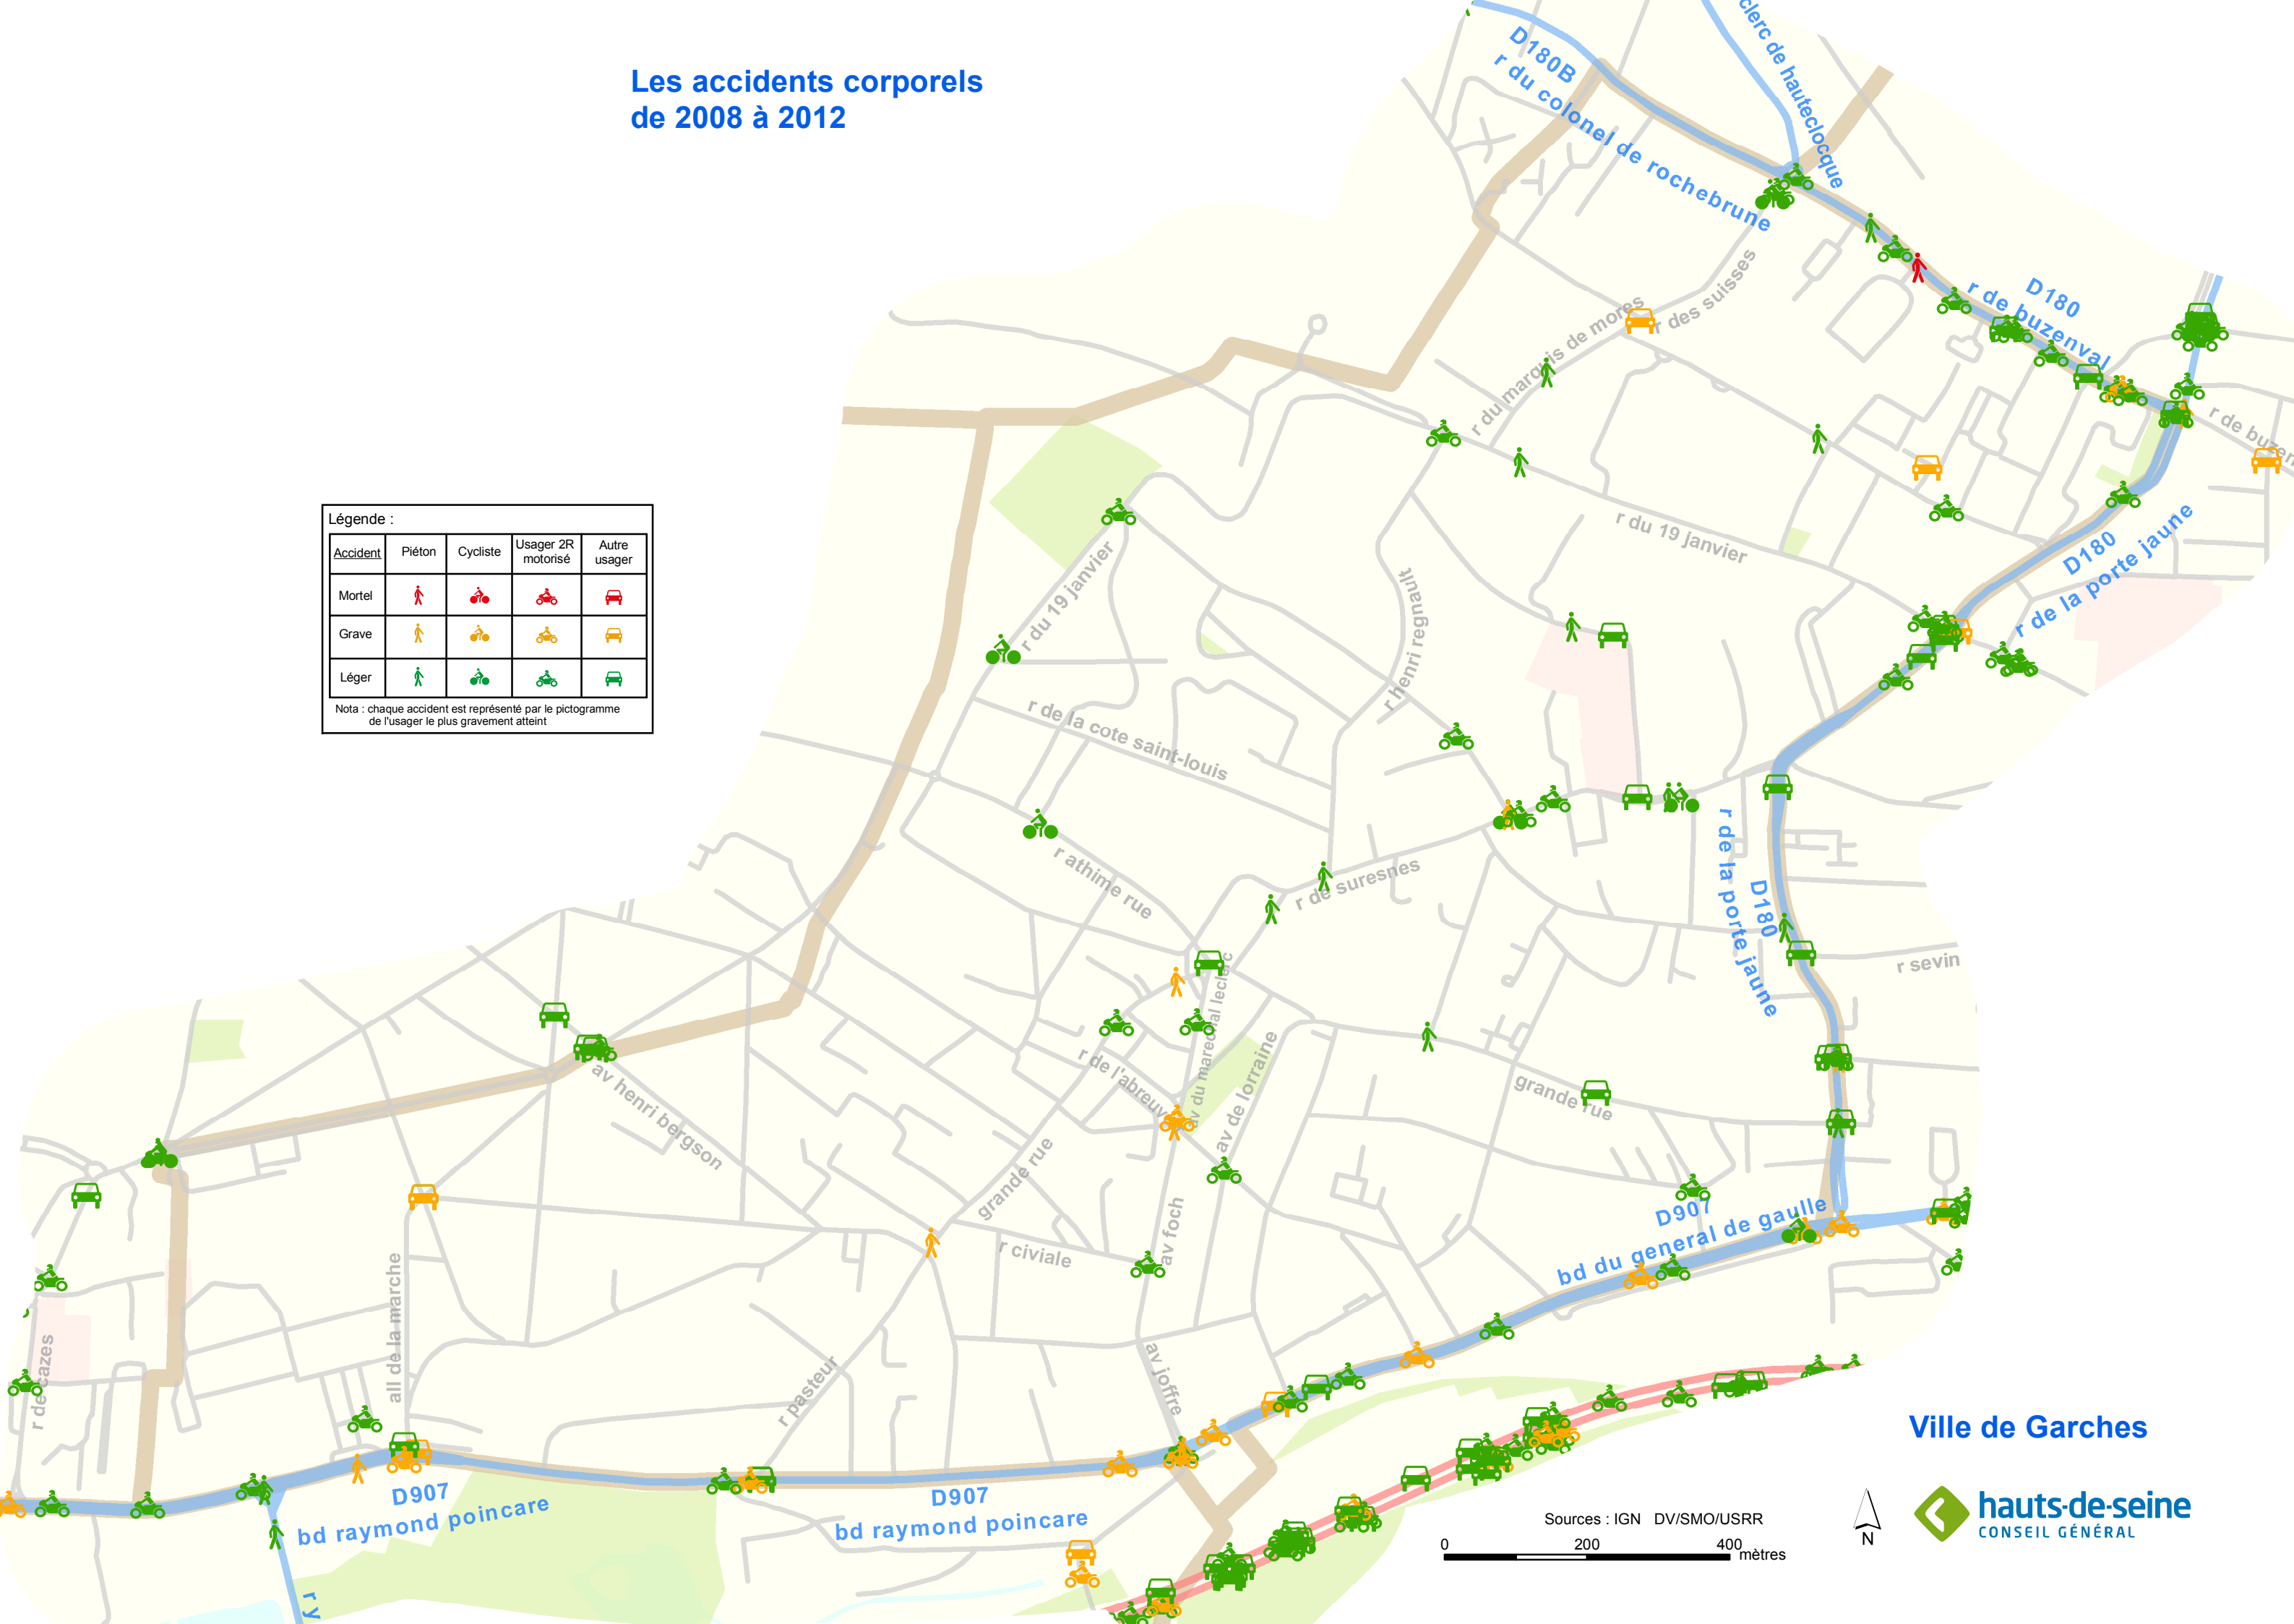 Les accidents corporels
de 2008 à 2012
D180B
r du colonel de rochebrune
clerc de hauteclocque
D180
r de buzenval
r des suisses
r du marquis de mores
r de buzen
r du 19 janvier
D180
r de la porte jaune
Légende :
Accident
Piéton
Cycliste
Usager 2R
motorisé
Autre
usager
Mortel
Grave
Léger
Nota : chaque accident est représenté par le pictogramme
de l'usager le plus gravement atteint
r du 19 janvier
r henri regnault
r de la cote saint-louis
r athime rue
r de suresnes
r de la porte jaune
D180
r sevin
av du marechal leclerc
r de l'abreuv
av de lorraine
grande rue
av henri bergson
grande rue
r civiale
av foch
D907
bd du general de gaulle
all de la marche
r de cazes
r pasteur
av joffre
D907
bd raymond poincare
D907
bd raymond poincare
r y
Ville de Garches
hauts-de-seine
CONSEIL GÉNÉRAL
Sources : IGN DV/SMO/USRR
0 200 400
mètres
N